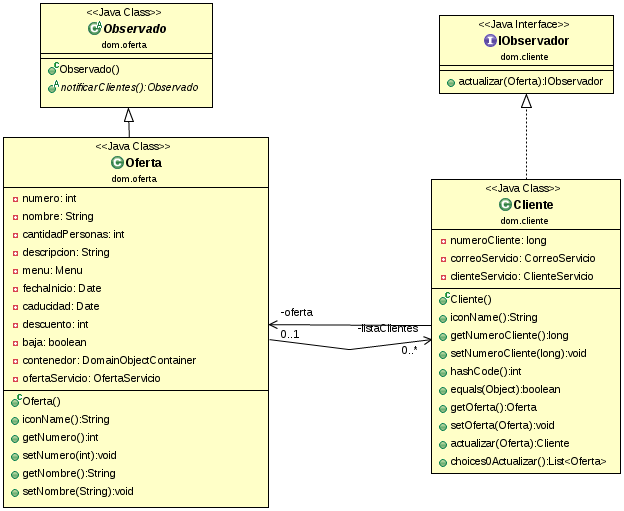 <<Java Class>>
Observado
dom.oferta
Observado()
notificarClientes():Observado
<<Java Interface>>
IObservador
dom.cliente
actualizar(Oferta):IObservador
<<Java Class>>
Oferta
dom.oferta
numero: int
nombre: String
cantidadPersonas: int
descripcion: String
menu: Menu
fechaInicio: Date
caducidad: Date
descuento: int
baja: boolean
contenedor: DomainObjectContainer
ofertaServicio: OfertaServicio
Oferta()
iconName():String
getNumero():int
setNumero(int):void
getNombre():String
setNombre(String):void
-oferta
0..1
-listaClientes
0..*
<<Java Class>>
Cliente
dom.cliente
numeroCliente: long
correoServicio: CorreoServicio
clienteServicio: ClienteServicio
Cliente()
iconName():String
getNumeroCliente():long
setNumeroCliente(long):void
hashCode():int
equals(Object):boolean
getOferta():Oferta
setOferta(Oferta):void
actualizar(Oferta):Cliente
choices0Actualizar():List<Oferta>